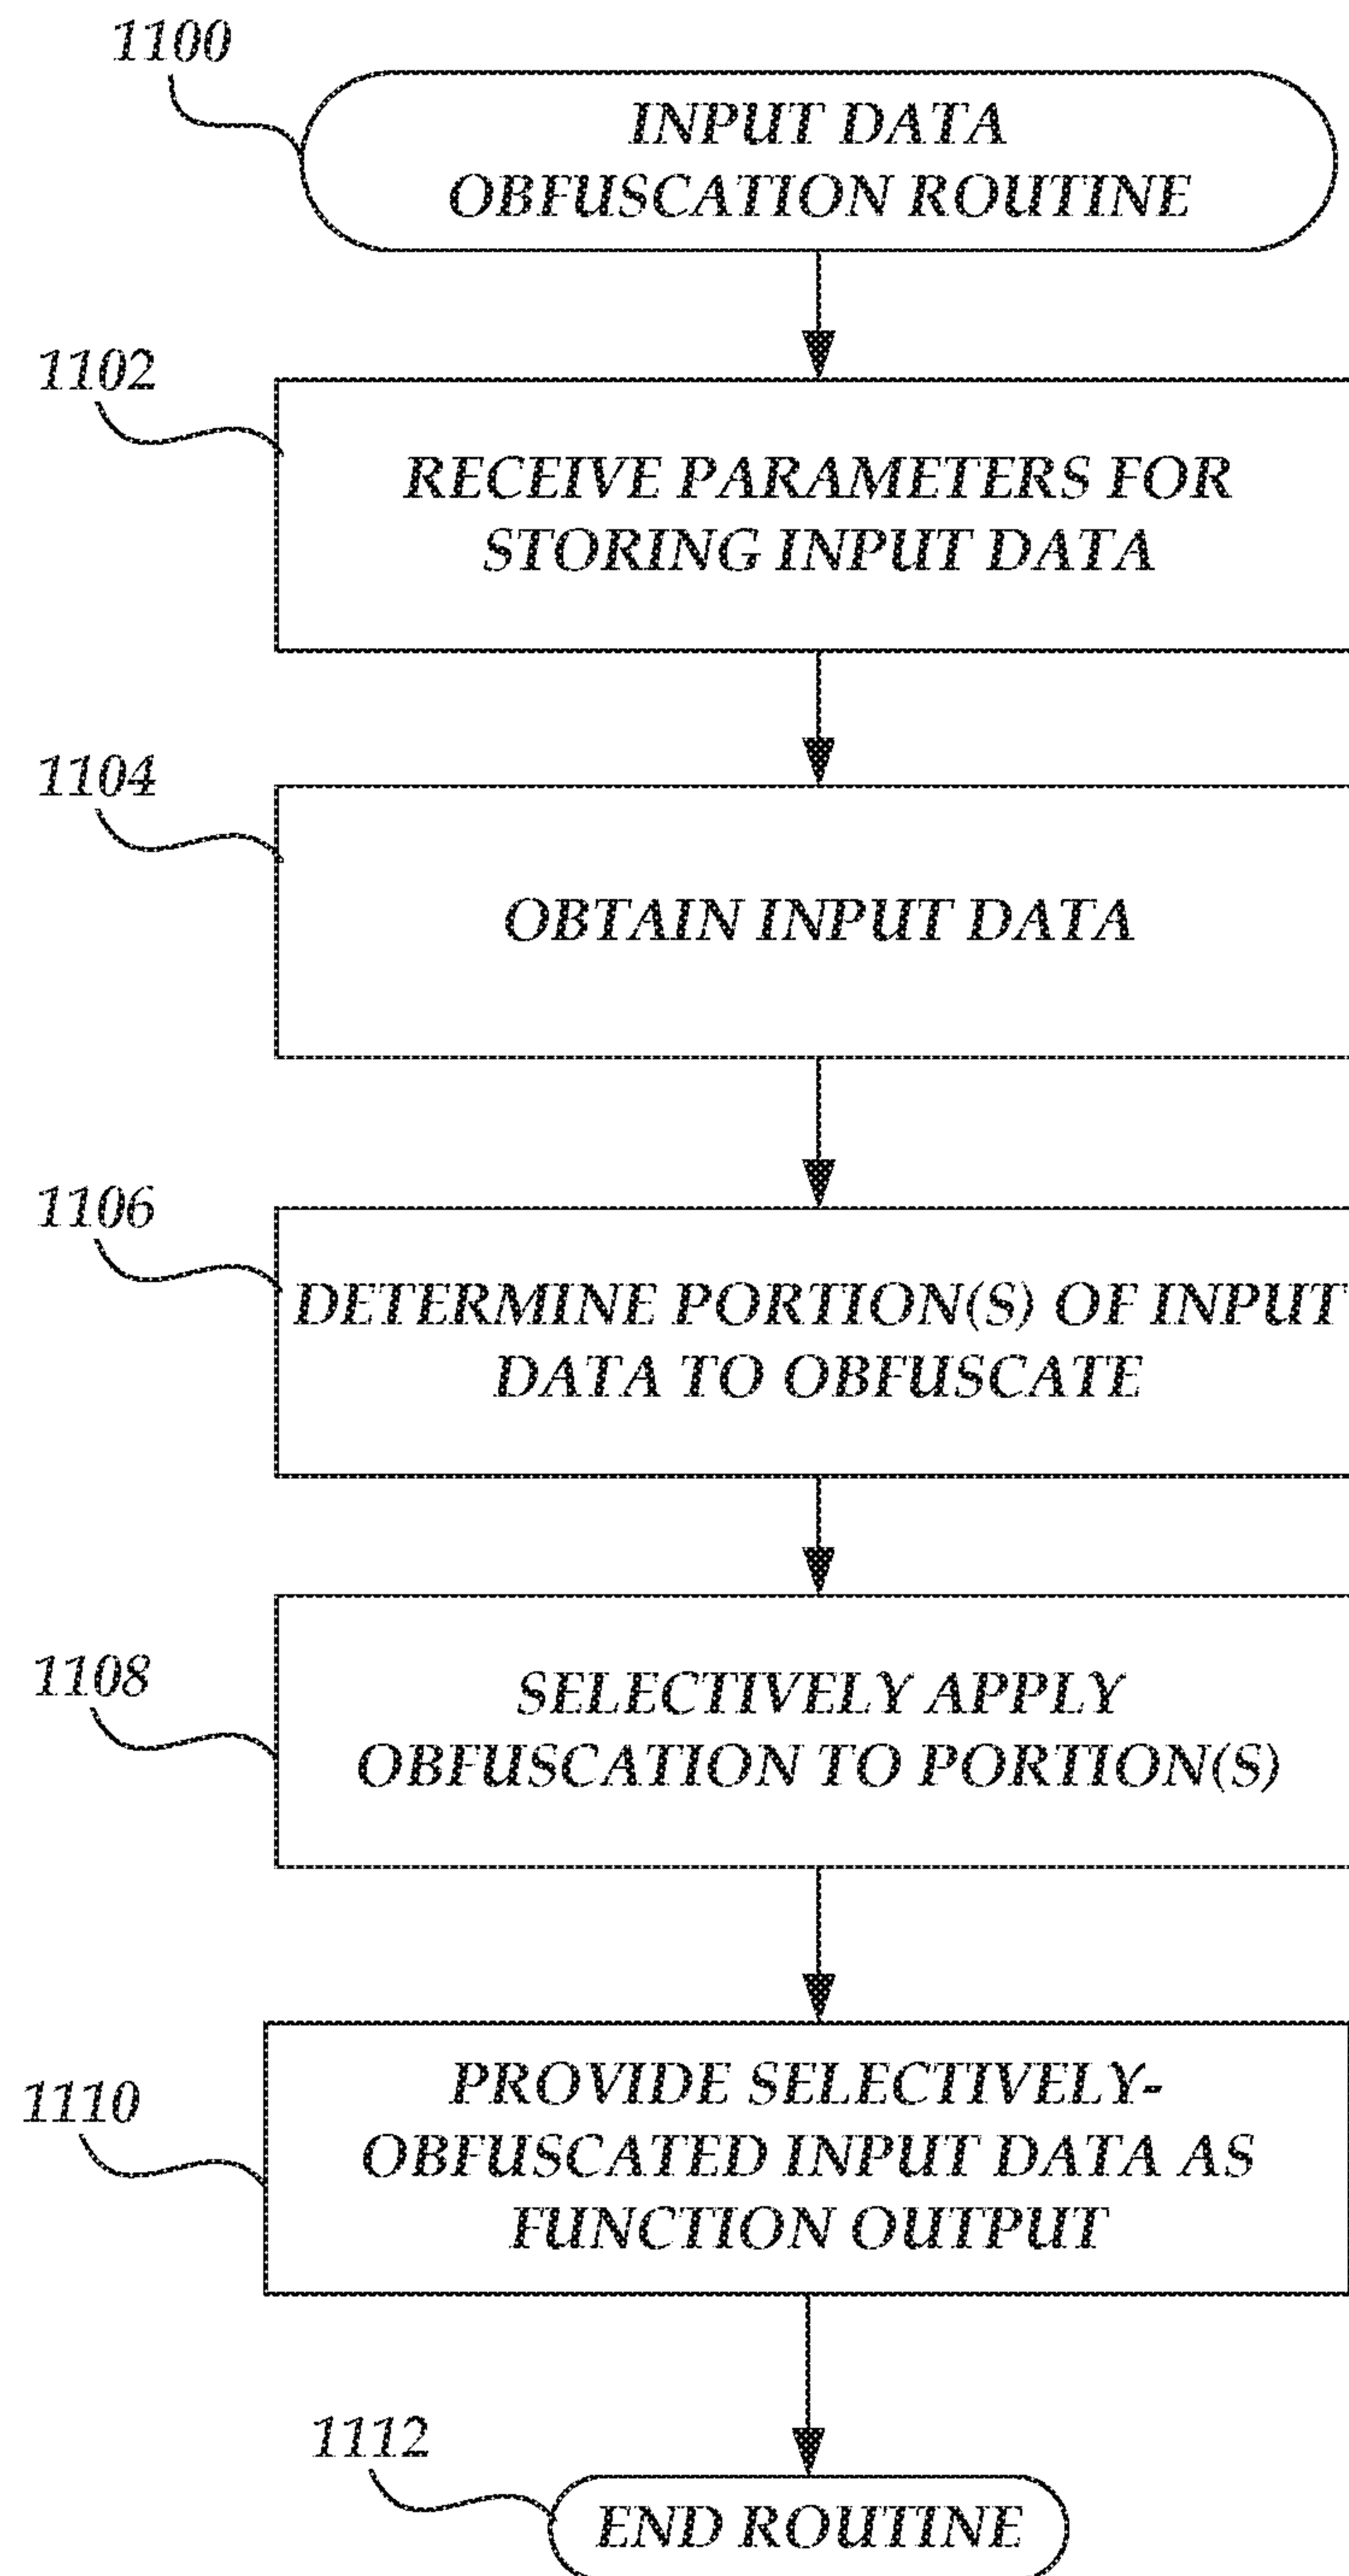 1100
INPUT DATA
OBFUSCATION ROUTINE
1102
RECEIVE PARAMETERS FOR
STORING INPUT DATA
1104
OBTAIN INPUT DATA
1106
DETERMINE PORTION(S) OF INPUT
DATA TO OBFUSCATE
1108
SELECTIVELY APPLY
OBFUSCATION TO PORTION(S)
1110
PROVIDE SELECTIVELY-
OBFUSCATED INPUT DATA AS
FUNCTION OUTPUT
1112
END ROUTINE